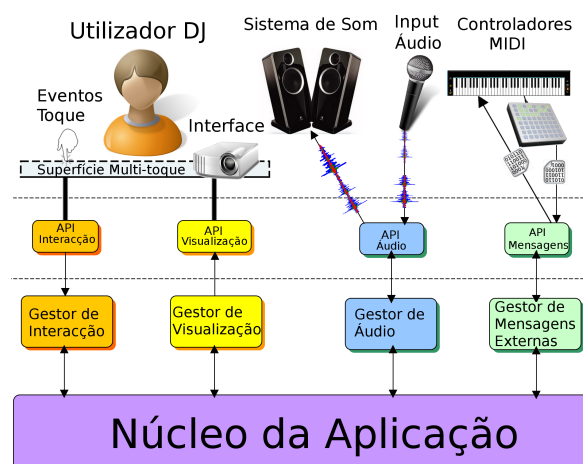 Utilizador DJ
Sistema de Som
Input
Áudio
Controladores
MIDI
Eventos
Toque
Interface
Superfície Multi-toque
API
Interacção
API
Visualização
API
Áudio
API
Mensagens
Gestor de
Interacção
Gestor de
Visualização
Gestor de
Áudio
Gestor de
Mensagens
Externas
Núcleo da Aplicação